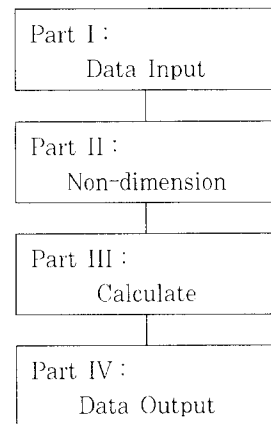 Part I :
Data Input
Part II :
Non-dimension
Part III :
Calculate
Part IV :
Data Output